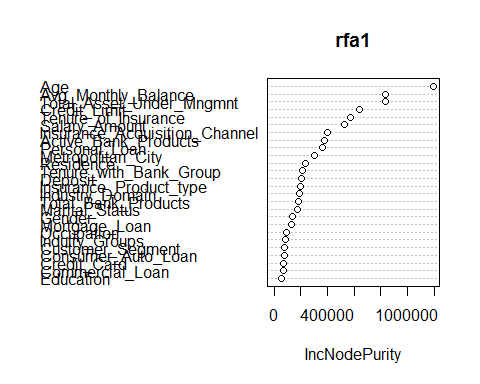 rfa1
Age
Avg_Monthly_Balance
Total_Asset_Under_Mngmnt
Credit_Limit
Tenure_of_Insurance
Salary_Amount
Insurance_Acquisition_Channel
Active_Bank_Products
Personal_Loan
Metropolitan_City
Residence
Tenure_with_Bank_Group
Deposit
Insurance_Product_type
Industry_Domain
Total_Bank_Products
Marital_Status
Gender
Mortgage_Loan
Occupation
Inquiry_Groups
Customer_Segment
Consumer_Auto_Loan
Credit_Card
Commercial_Loan
Education
0 400000 1000000
IncNodePurity